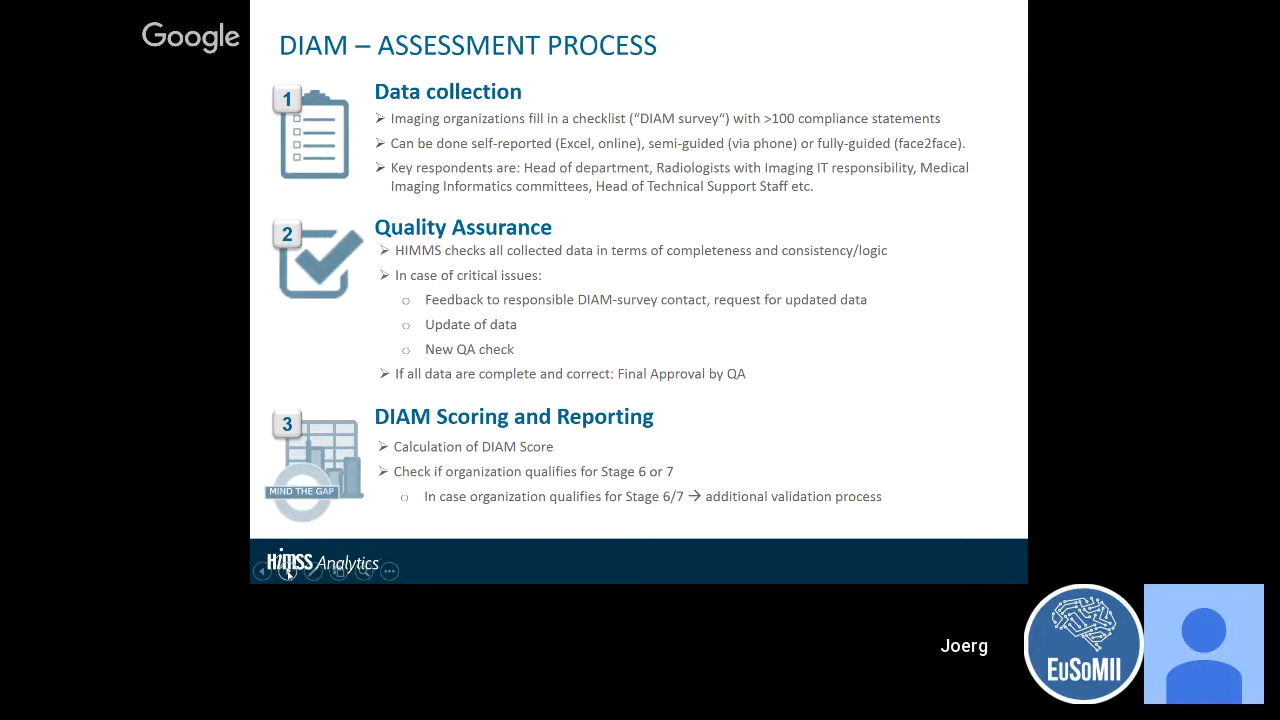 Google
DIAM – ASSESSMENT PROCESS
1
Data collection
Imaging organizations fill in a checklist (“DIAM survey“) with >100 compliance statements
Can be done self-reported (Excel, online), semi-guided (via phone) or fully-guided (face2face).
Key respondents are: Head of department, Radiologists with Imaging IT responsibility, Medical
Imaging Informatics committees, Head of Technical Support Staff etc.
2
Quality Assurance
HIMMS checks all collected data in terms of completeness and consistency/logic
In case of critical issues:
Feedback to responsible DIAM-survey contact, request for updated data
Update of data
New QA check
If all data are complete and correct: Final Approval by QA
3
DIAM Scoring and Reporting
Calculation of DIAM Score
Check if organization qualifies for Stage 6 or 7
In case organization qualifies for Stage 6/7 → additional validation process
MIND THE GAP
HiMSS Analytics
Joerg
EuSoMII